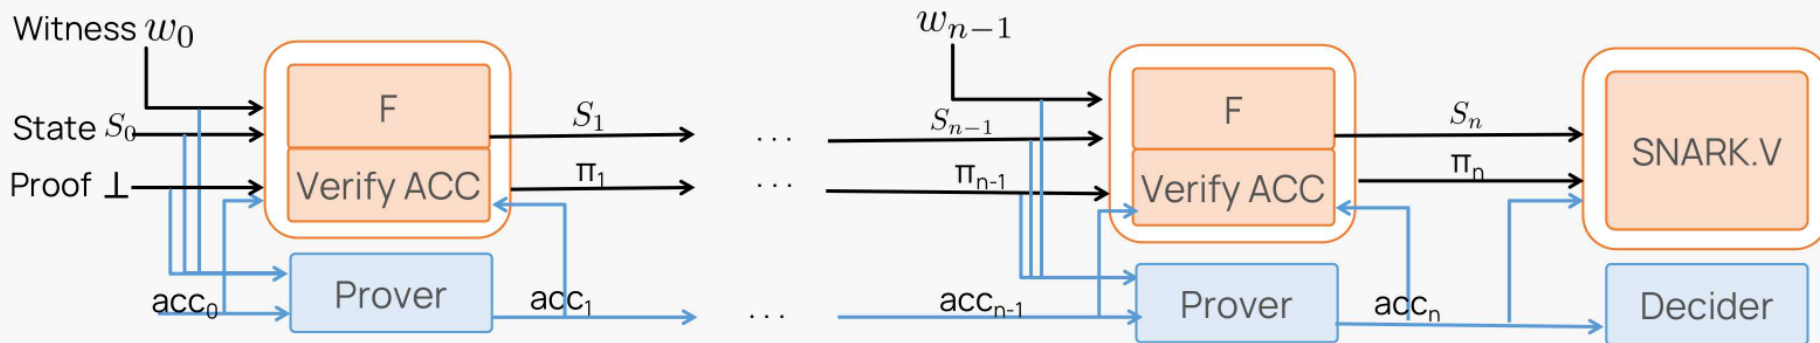 Witness w₀
wₙ₋₁
F
F
State S₀
S₁
. . .
Sₙ₋₁
Sₙ
SNARK.V
Proof ⊥
Verify ACC
π₁
. . .
πₙ₋₁
Verify ACC
πₙ
acc₀
Prover
acc₁
. . .
accₙ₋₁
Prover
accₙ
Decider